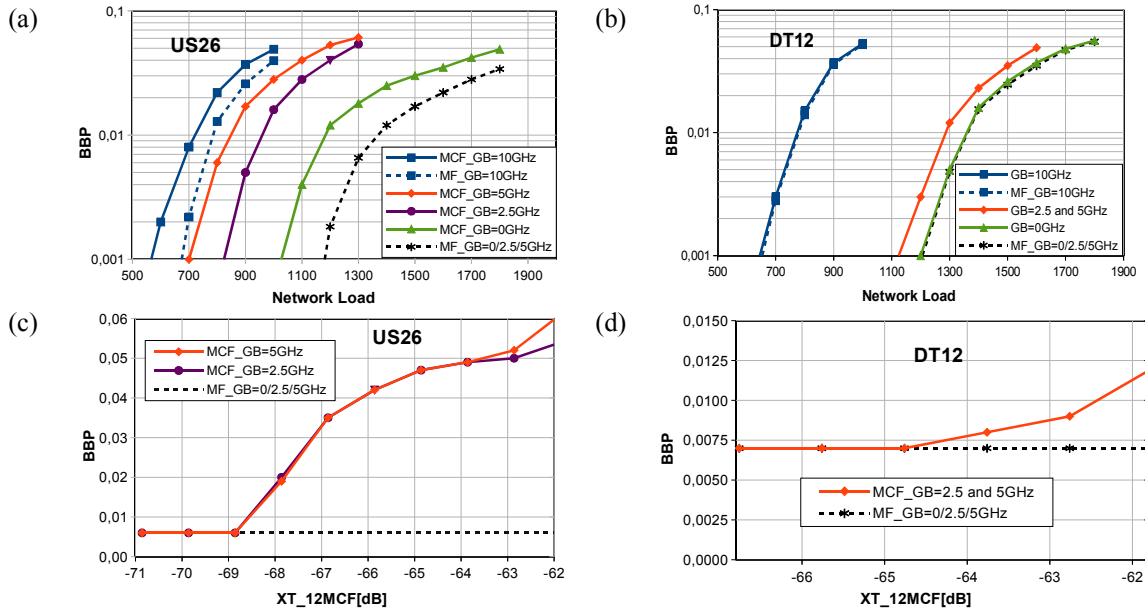 (a)
US26
0,1
0,01
0,001
BBP
500 700 900 1100 1300 1500 1700 1900
Network Load
MCF_GB=10GHz
MF_GB=10GHz
MCF_GB=5GHz
MCF_GB=2.5GHz
MCF_GB=0GHz
MF_GB=0/2.5/5GHz
(b)
DT12
0,1
0,01
0,001
BBP
500 700 900 1100 1300 1500 1700 1900
Network Load
GB=10GHz
MF_GB=10GHz
GB=2.5 and 5GHz
GB=0GHz
MF_GB=0/2.5/5GHz
(c)
US26
0,06
0,05
0,04
0,03
0,02
0,01
0,00
BBP
-71 -70 -69 -68 -67 -66 -65 -64 -63 -62
XT_12MCF[dB]
MCF_GB=5GHz
MCF_GB=2.5GHz
MF_GB=0/2.5/5GHz
(d)
DT12
0,0150
0,0125
0,0100
0,0075
0,0050
0,0025
0,0000
BBP
-66 -65 -64 -63 -62
XT_12MCF[dB]
MCF_GB=2.5 and 5GHz
MF_GB=0/2.5/5GHz